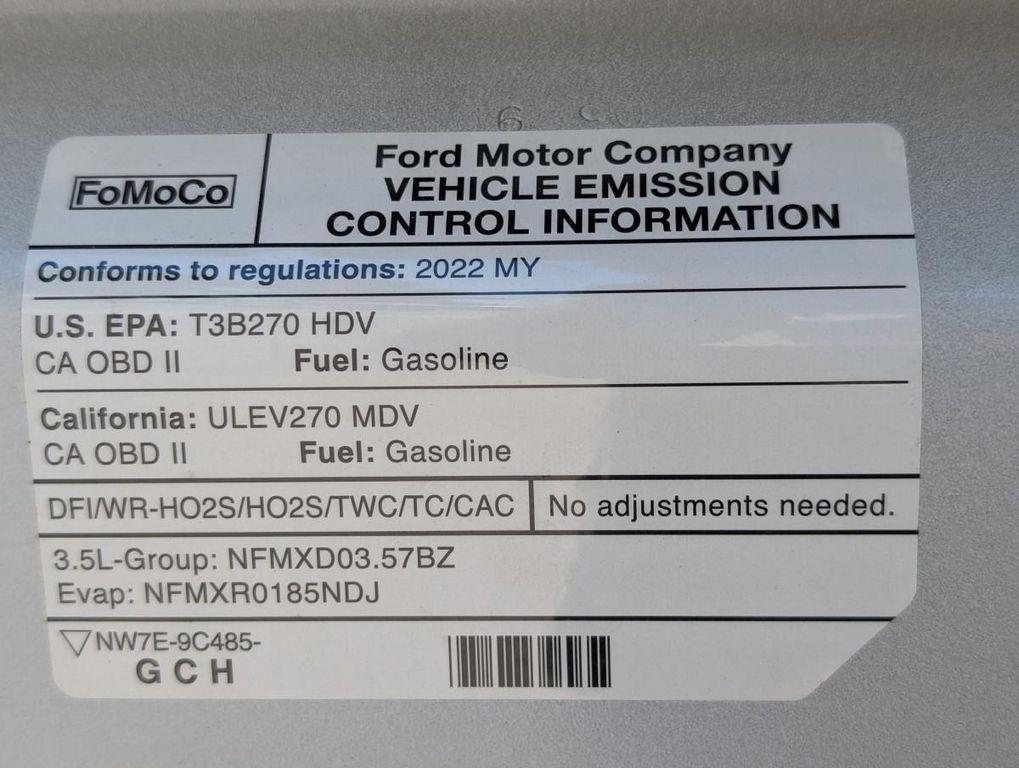 FoMoCo
Ford Motor Company
VEHICLE EMISSION
CONTROL INFORMATION
Conforms to regulations: 2022 MY
U.S. EPA: T3B270 HDV
CA OBD II Fuel: Gasoline
California: ULEV270 MDV
CA OBD II Fuel: Gasoline
DFI/WR-HO2S/HO2S/TWC/TC/CAC
No adjustments needed.
3.5L-Group: NFMXD03.57BZ
Evap: NFMXR0185NDJ
NW7E-9C485-
G C H